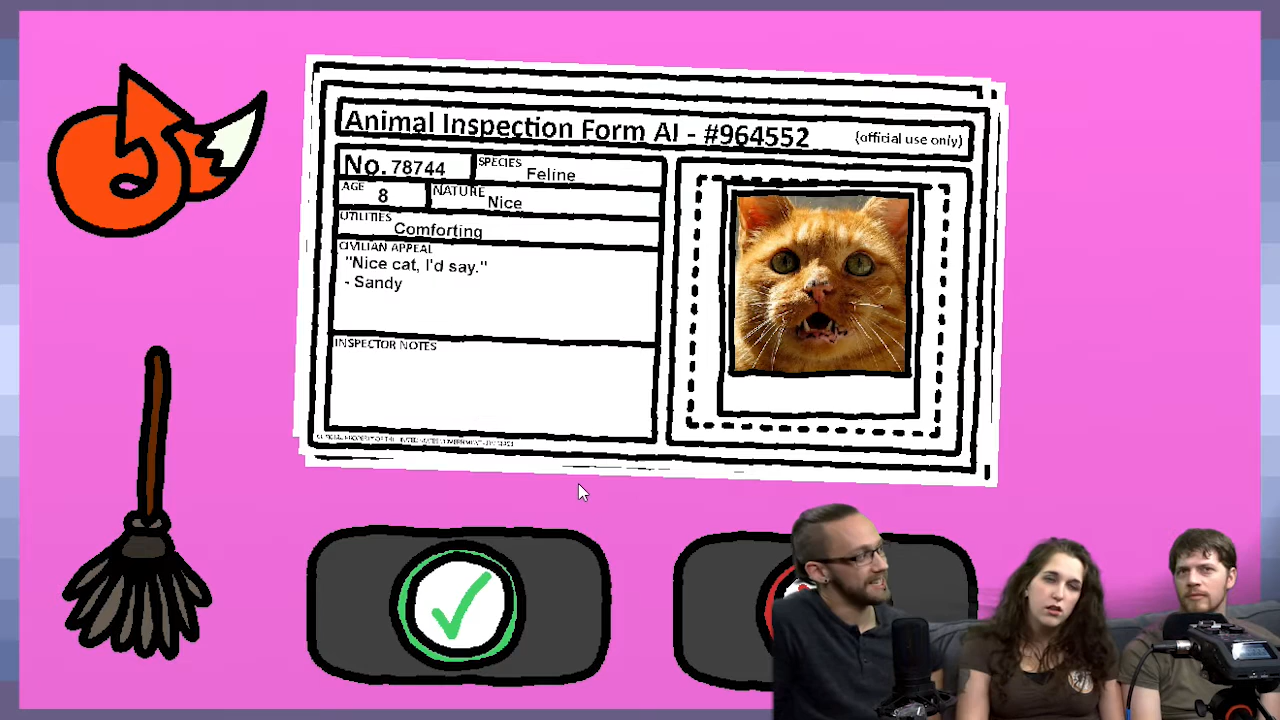 Animal Inspection Form AI - #964552
(official use only)
No. 78744
SPECIES
Feline
AGE
8
NATURE
Nice
UTILITIES
Comforting
CIVILIAN APPEAL
"Nice cat, I'd say."
- Sandy
INSPECTOR NOTES